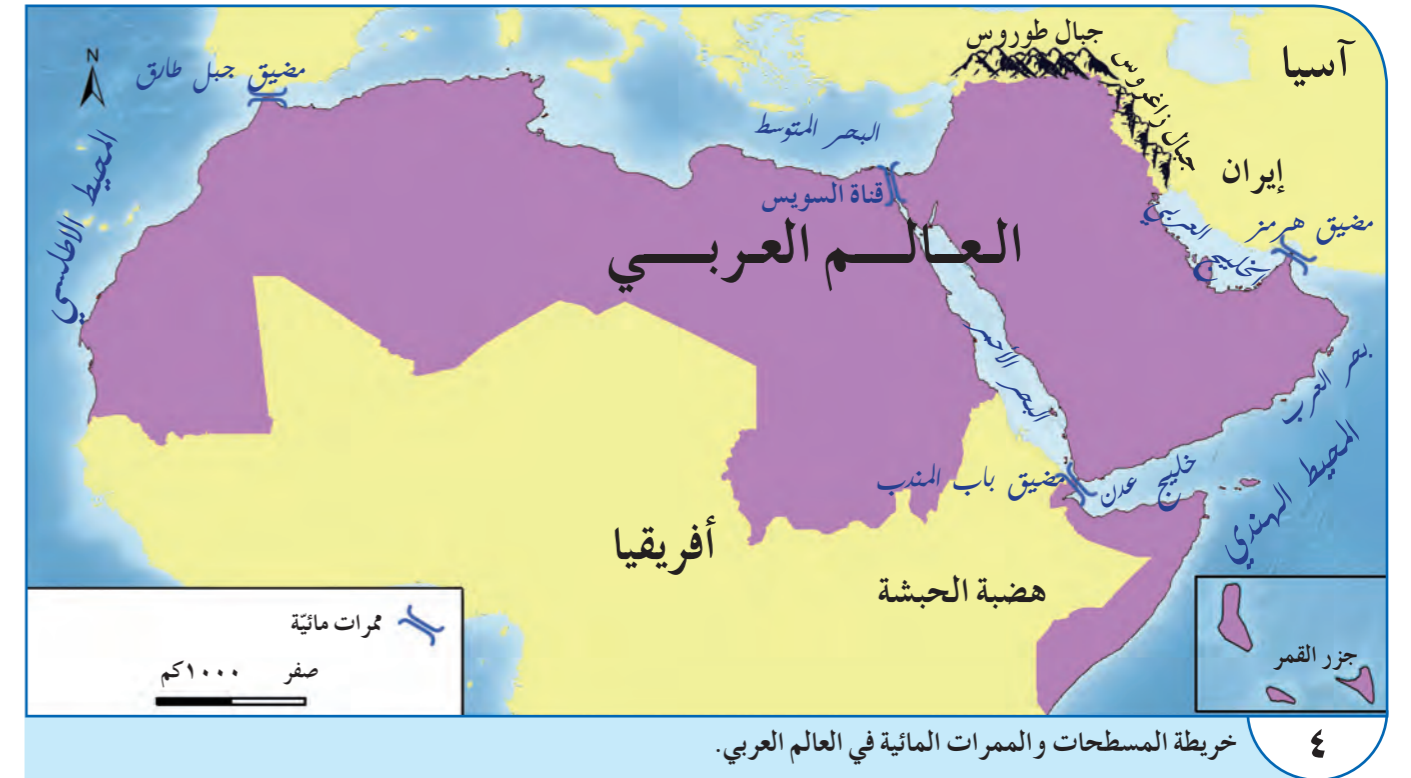 جبال طوروس
آسيا
N
مضيق جبل طارق
جبال زاغروس
البحر المتوسط
المحيط الاطلسي
إيران
قناة السويس
الخليج العربي
مضيق هرمز
العالم العربي
البحر الاحمر
بحر العرب
المحيط الهندي
خليج عدن
مضيق باب المندب
أفريقيا
هضبة الحبشة
ممرات مائيّة
صفر ١٠٠٠كم
جزر القمر
٤ خريطة المسطحات والممرات المائية في العالم العربي.